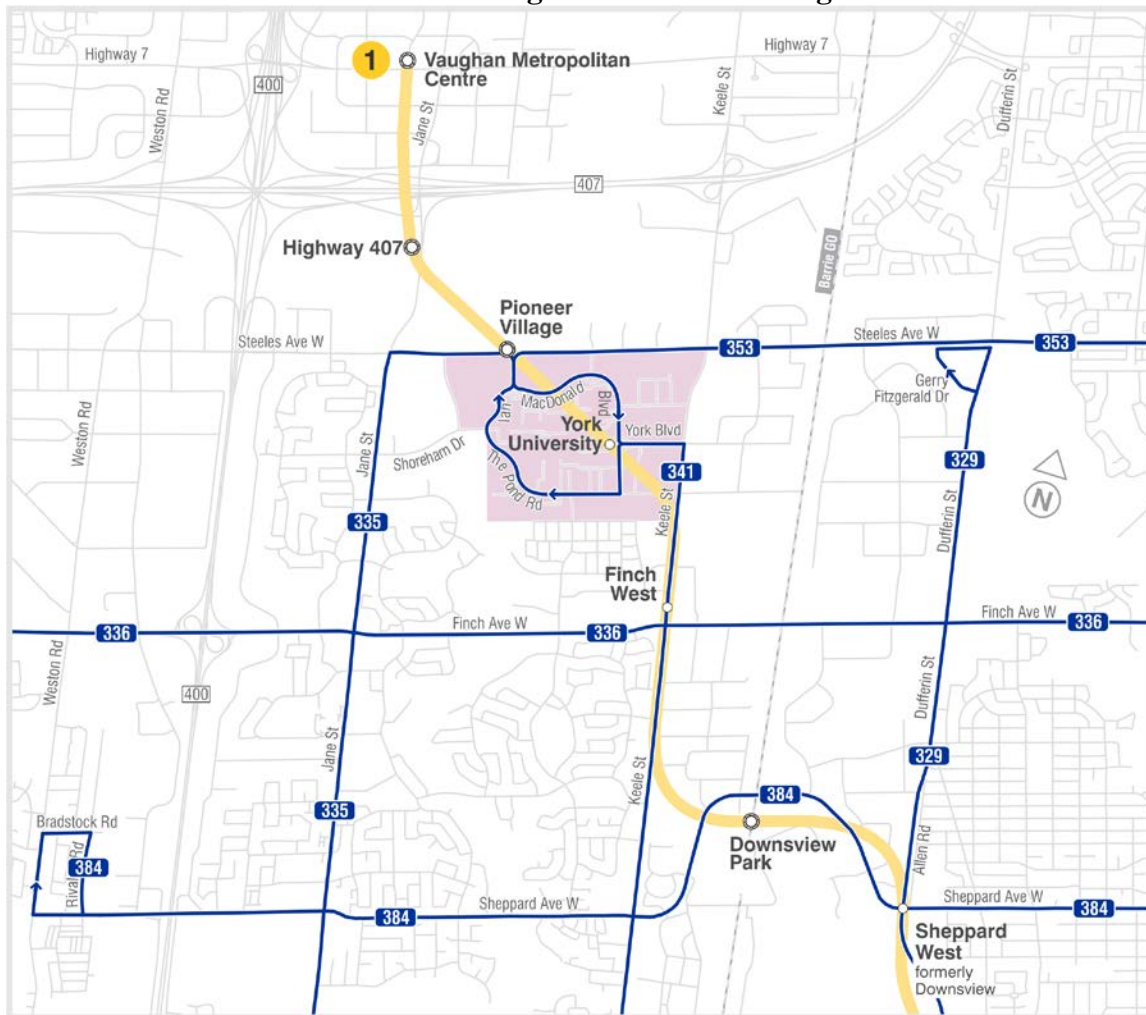 Highway 7
1
Vaughan Metropolitan
Centre
Highway 7
400
Weston Rd
Jane St
Keele St
Dufferin St
407
Highway 407
Barrie GO
Pioneer
Village
Steeles Ave W
353
Steeles Ave W
353
Gerry
Fitzgerald Dr
Ian
MacDonald
Blvd
York
University
York Blvd
Weston Rd
Jane St
Shoreham Dr
The Pond Rd
341
Keele St
329
Dufferin St
N
335
Finch
West
336
Finch Ave W
336
Finch Ave W
336
Weston Rd
400
Jane St
Dufferin St
329
Keele St
335
384
Bradstock Rd
384
Downsview
Park
Allen Rd
384
Sheppard Ave W
Sheppard Ave W
384
Sheppard
West
formerly
Downsview